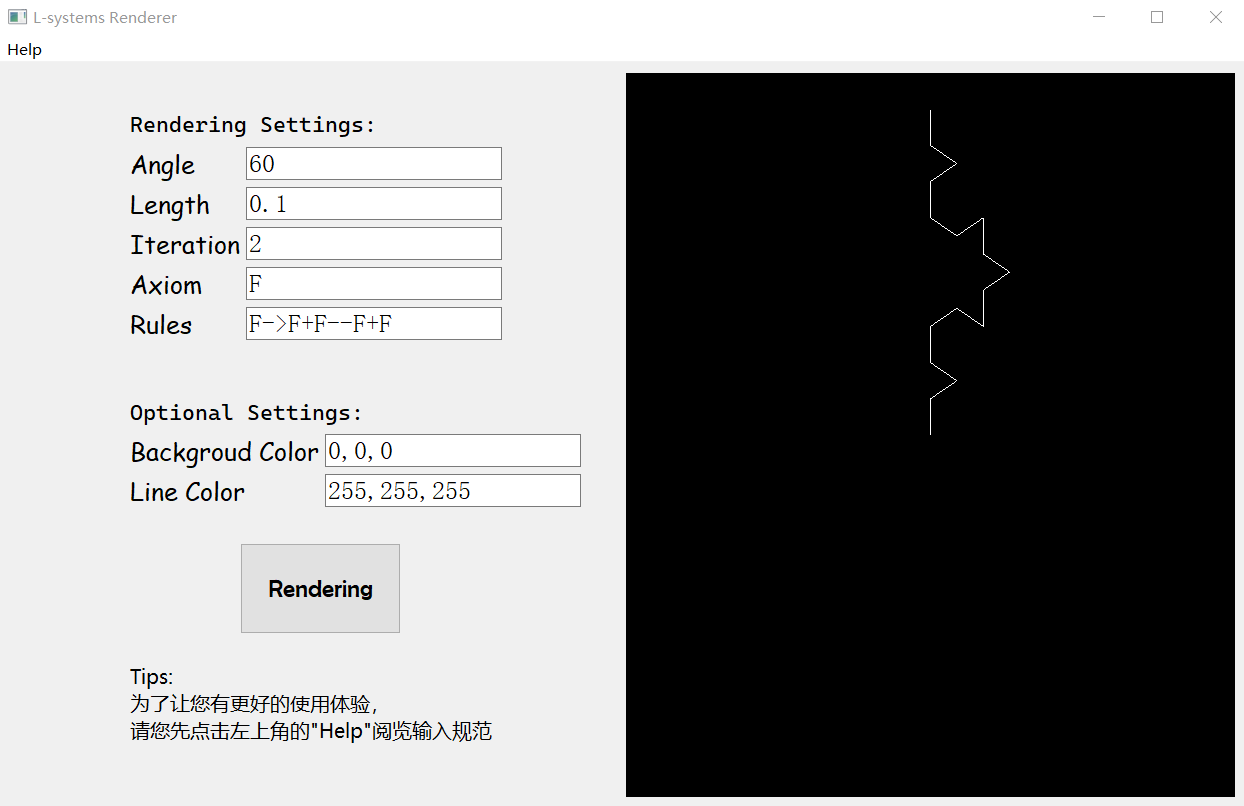 L-systems Renderer
Help
Rendering Settings:
Angle 60
Length 0.1
Iteration 2
Axiom F
Rules F->F+F--F+F
Optional Settings:
Backgroud Color 0,0,0
Line Color 255,255,255
Rendering
Tips:
为了让您有更好的使用体验，
请您先点击左上角的"Help"阅览输入规范